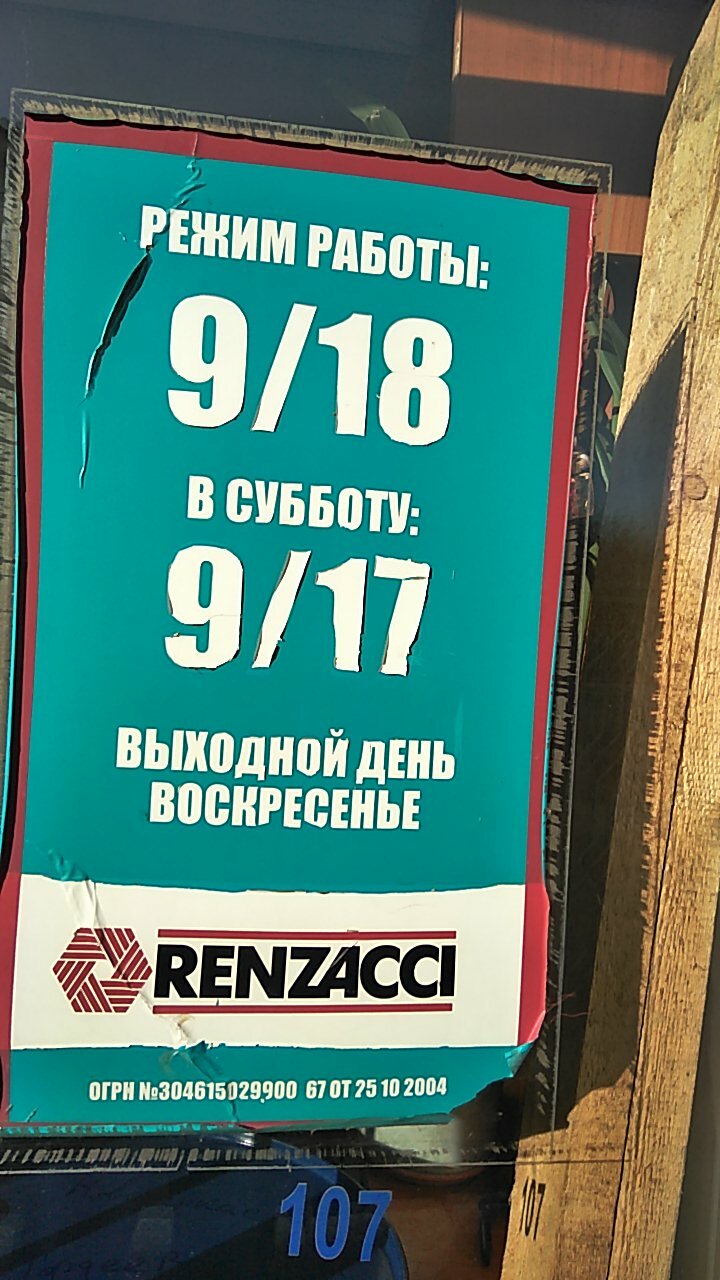 РЕЖИМ РАБОТЫ:
9/18
В СУББОТУ:
9/17
ВЫХОДНОЙ ДЕНЬ
ВОСКРЕСЕНЬЕ
RENZACCI
ОГРН №304615029900 67 ОТ 25 10 2004
107
107